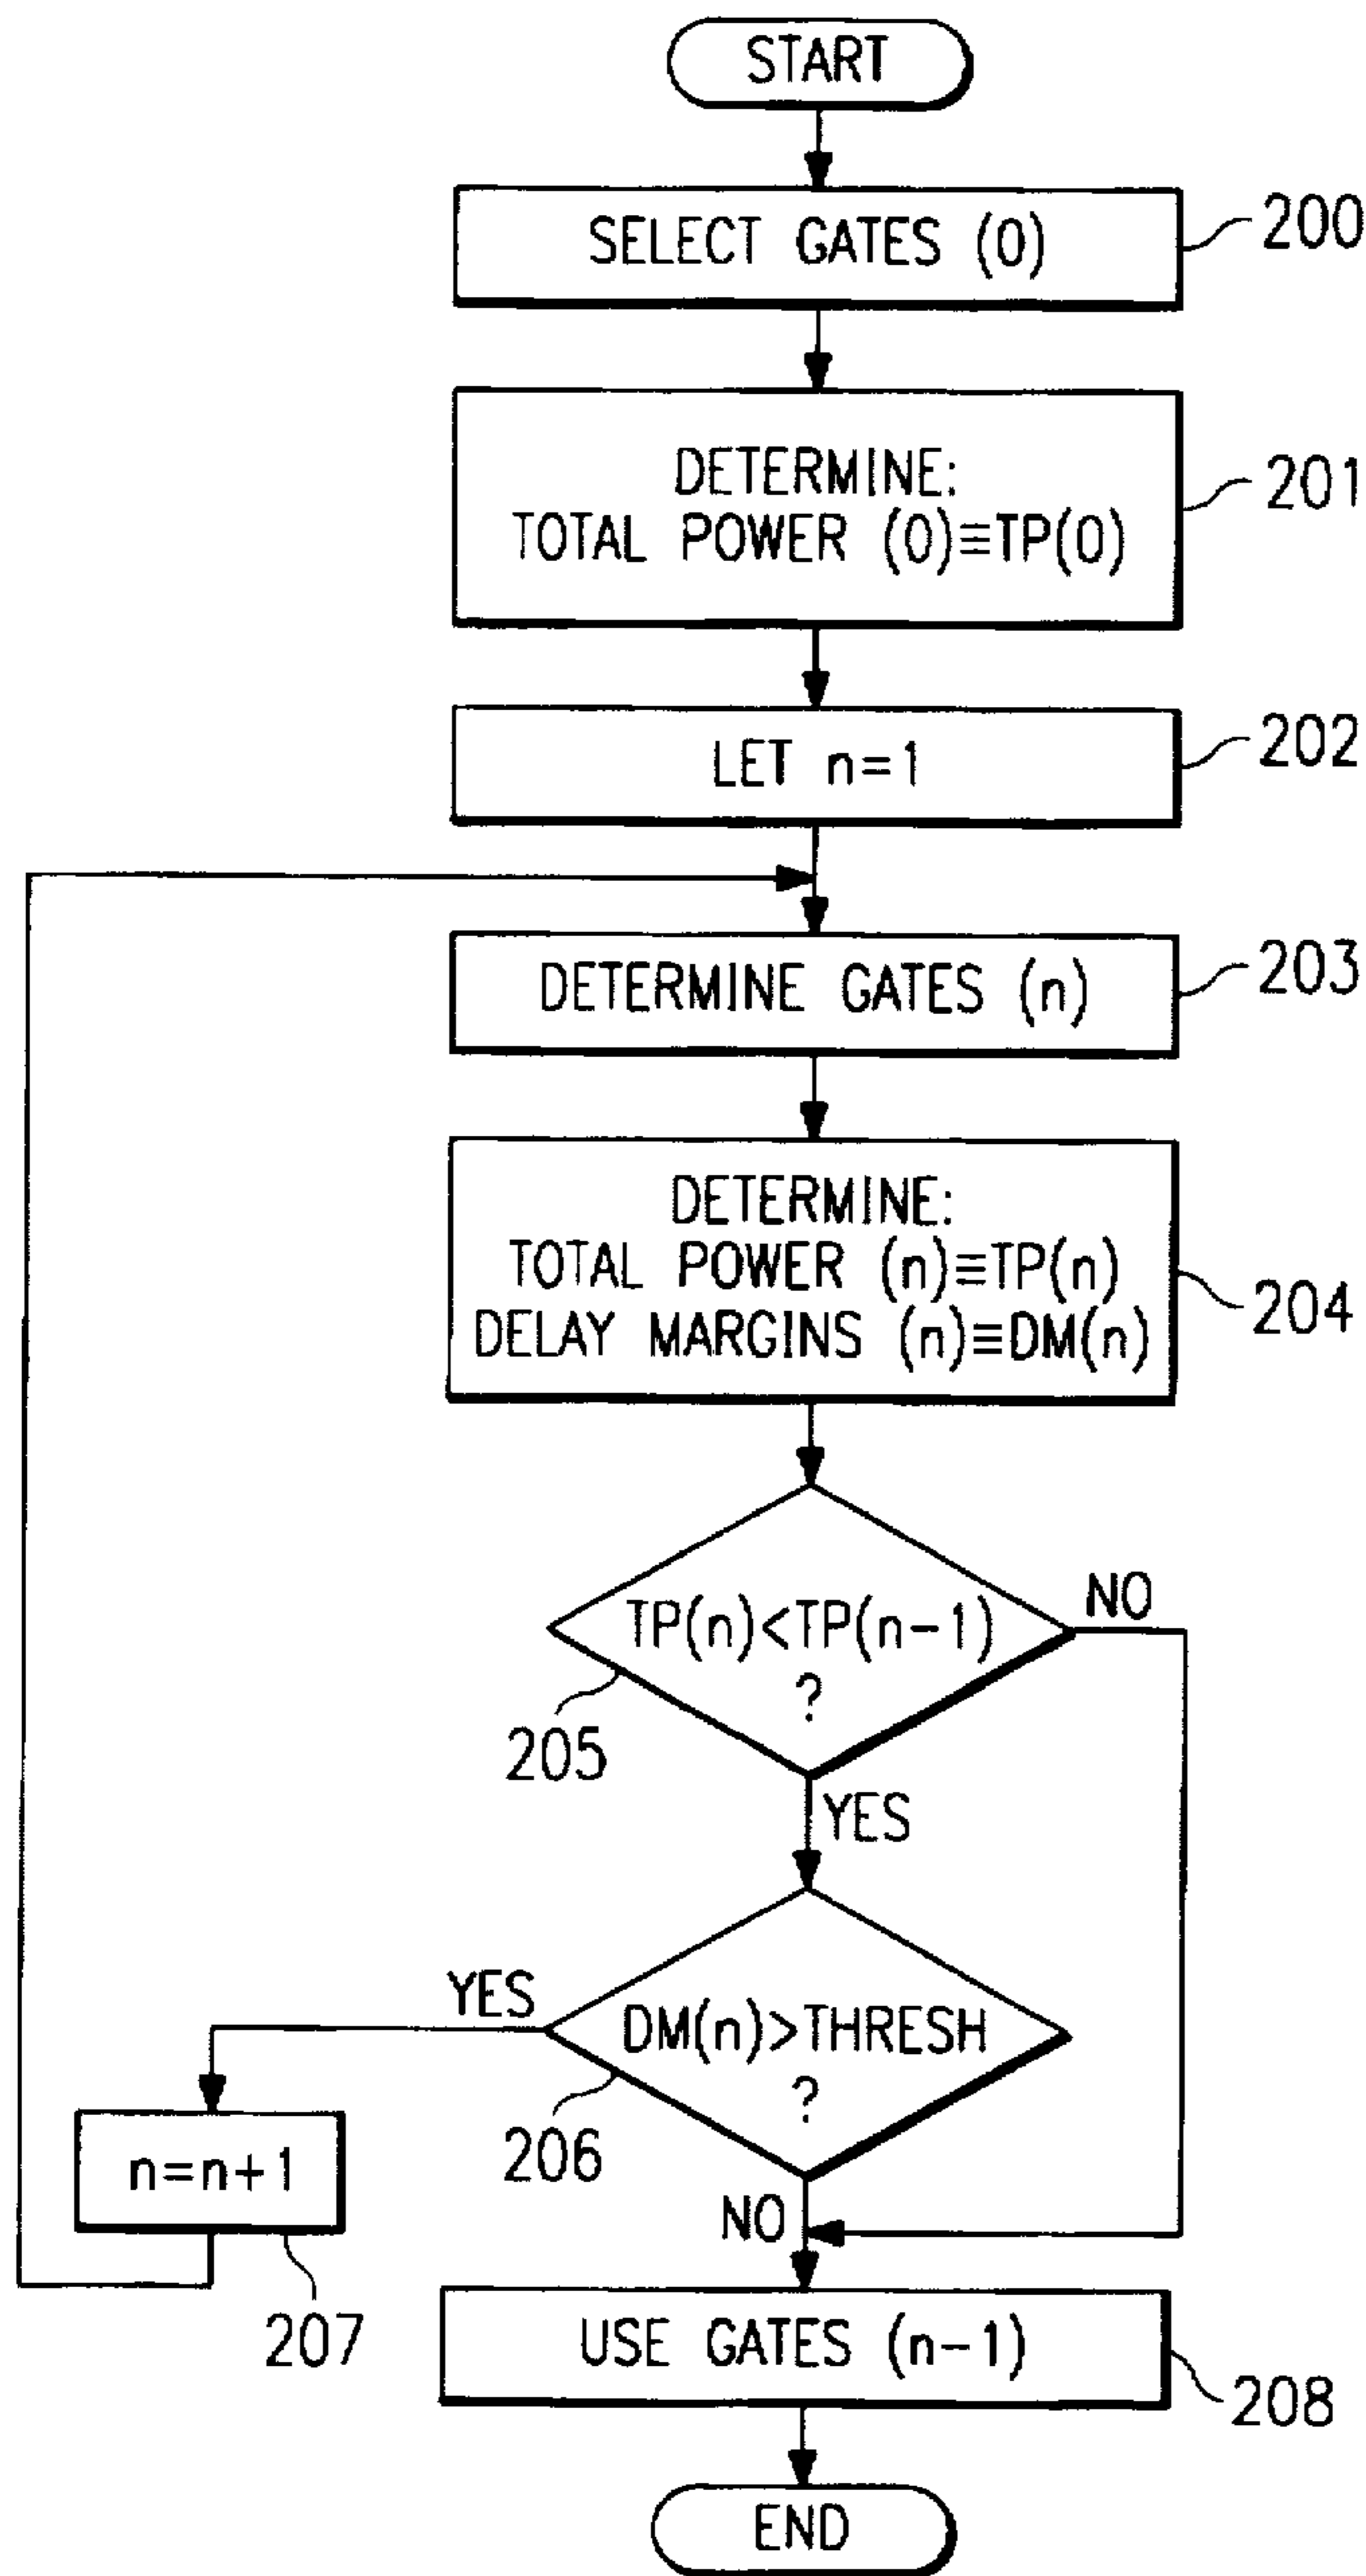 START
SELECT GATES (0)
200
DETERMINE:
TOTAL POWER (0)≡TP(0)
201
LET n=1
202
DETERMINE GATES (n)
203
DETERMINE:
TOTAL POWER (n)≡TP(n)
DELAY MARGINS (n)≡DM(n)
204
TP(n)<TP(n-1)
?
NO
205
YES
YES
DM(n)>THRESH
?
206
n=n+1
NO
207
USE GATES (n-1)
208
END